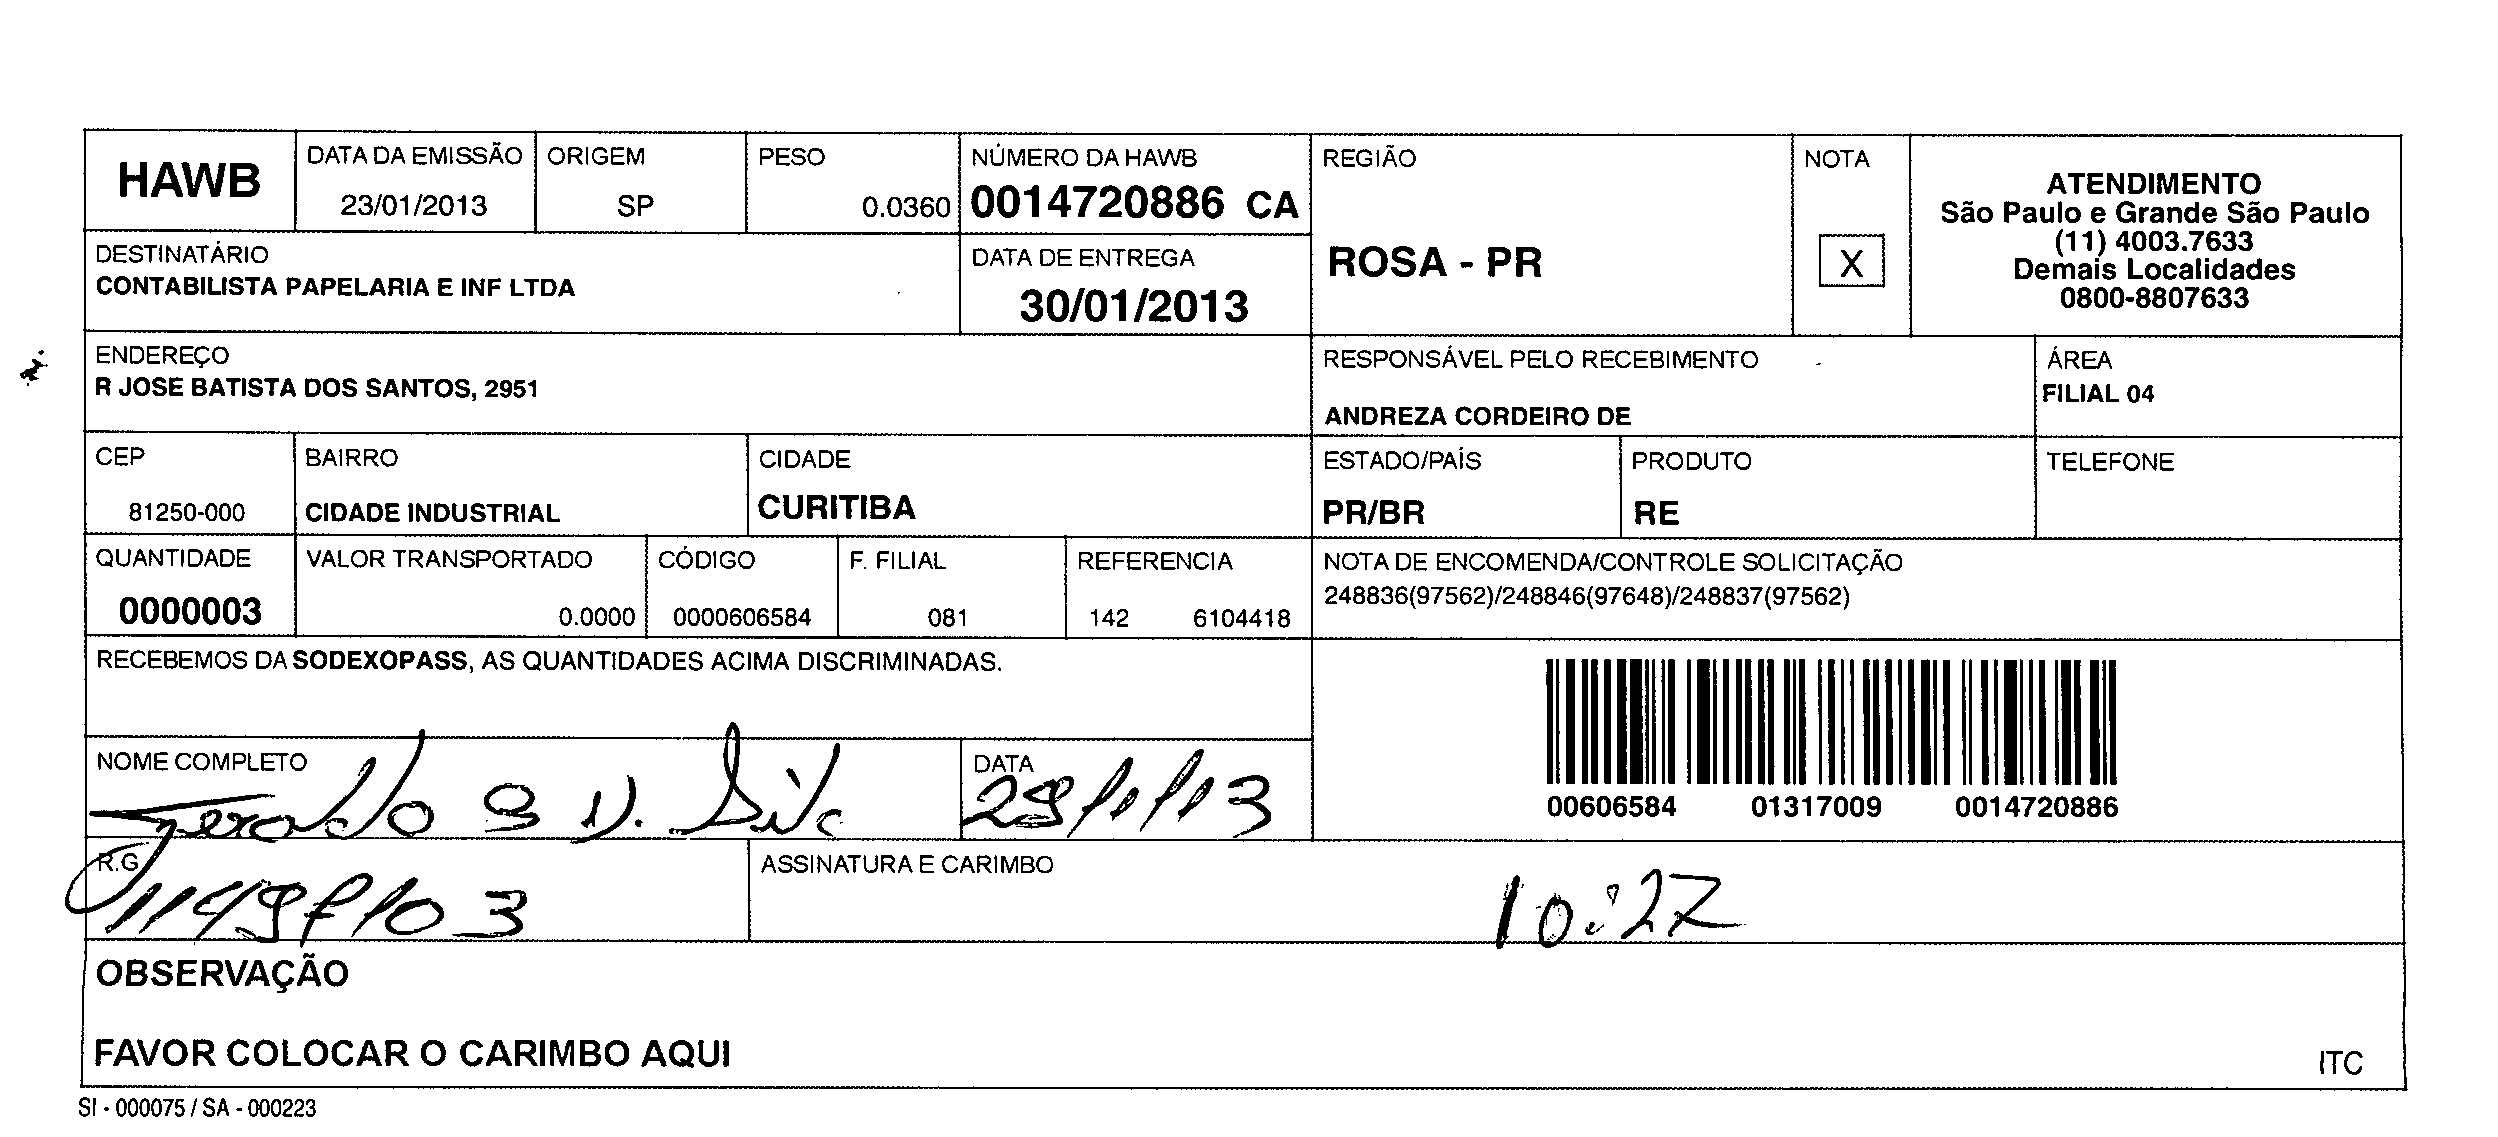 HAWB
DATA DA EMISSÃO
23/01/2013
ORIGEM
SP
PESO
0.0360
NÚMERO DA HAWB
0014720886 CA
REGIÃO
ROSA - PR
NOTA
X
ATENDIMENTO
São Paulo e Grande São Paulo
(11) 4003.7633
Demais Localidades
0800-8807633
DESTINATÁRIO
CONTABILISTA PAPELARIA E INF LTDA
DATA DE ENTREGA
30/01/2013
ENDEREÇO
R JOSE BATISTA DOS SANTOS, 2951
RESPONSÁVEL PELO RECEBIMENTO
ANDREZA CORDEIRO DE
ÁREA
FILIAL 04
CEP
81250-000
BAIRRO
CIDADE INDUSTRIAL
CIDADE
CURITIBA
ESTADO/PAÍS
PR/BR
PRODUTO
RE
TELEFONE
QUANTIDADE
0000003
VALOR TRANSPORTADO
0.0000
CÓDIGO
0000606584
F. FILIAL
081
REFERENCIA
142 6104418
NOTA DE ENCOMENDA/CONTROLE SOLICITAÇÃO
248836(97562)/248846(97648)/248837(97562)
RECEBEMOS DA SODEXOPASS, AS QUANTIDADES ACIMA DISCRIMINADAS.
00606584 01317009 0014720886
NOME COMPLETO
DATA
R.G
ASSINATURA E CARIMBO
10:27
OBSERVAÇÃO
FAVOR COLOCAR O CARIMBO AQUI
ITC
SI - 000075 / SA - 000223